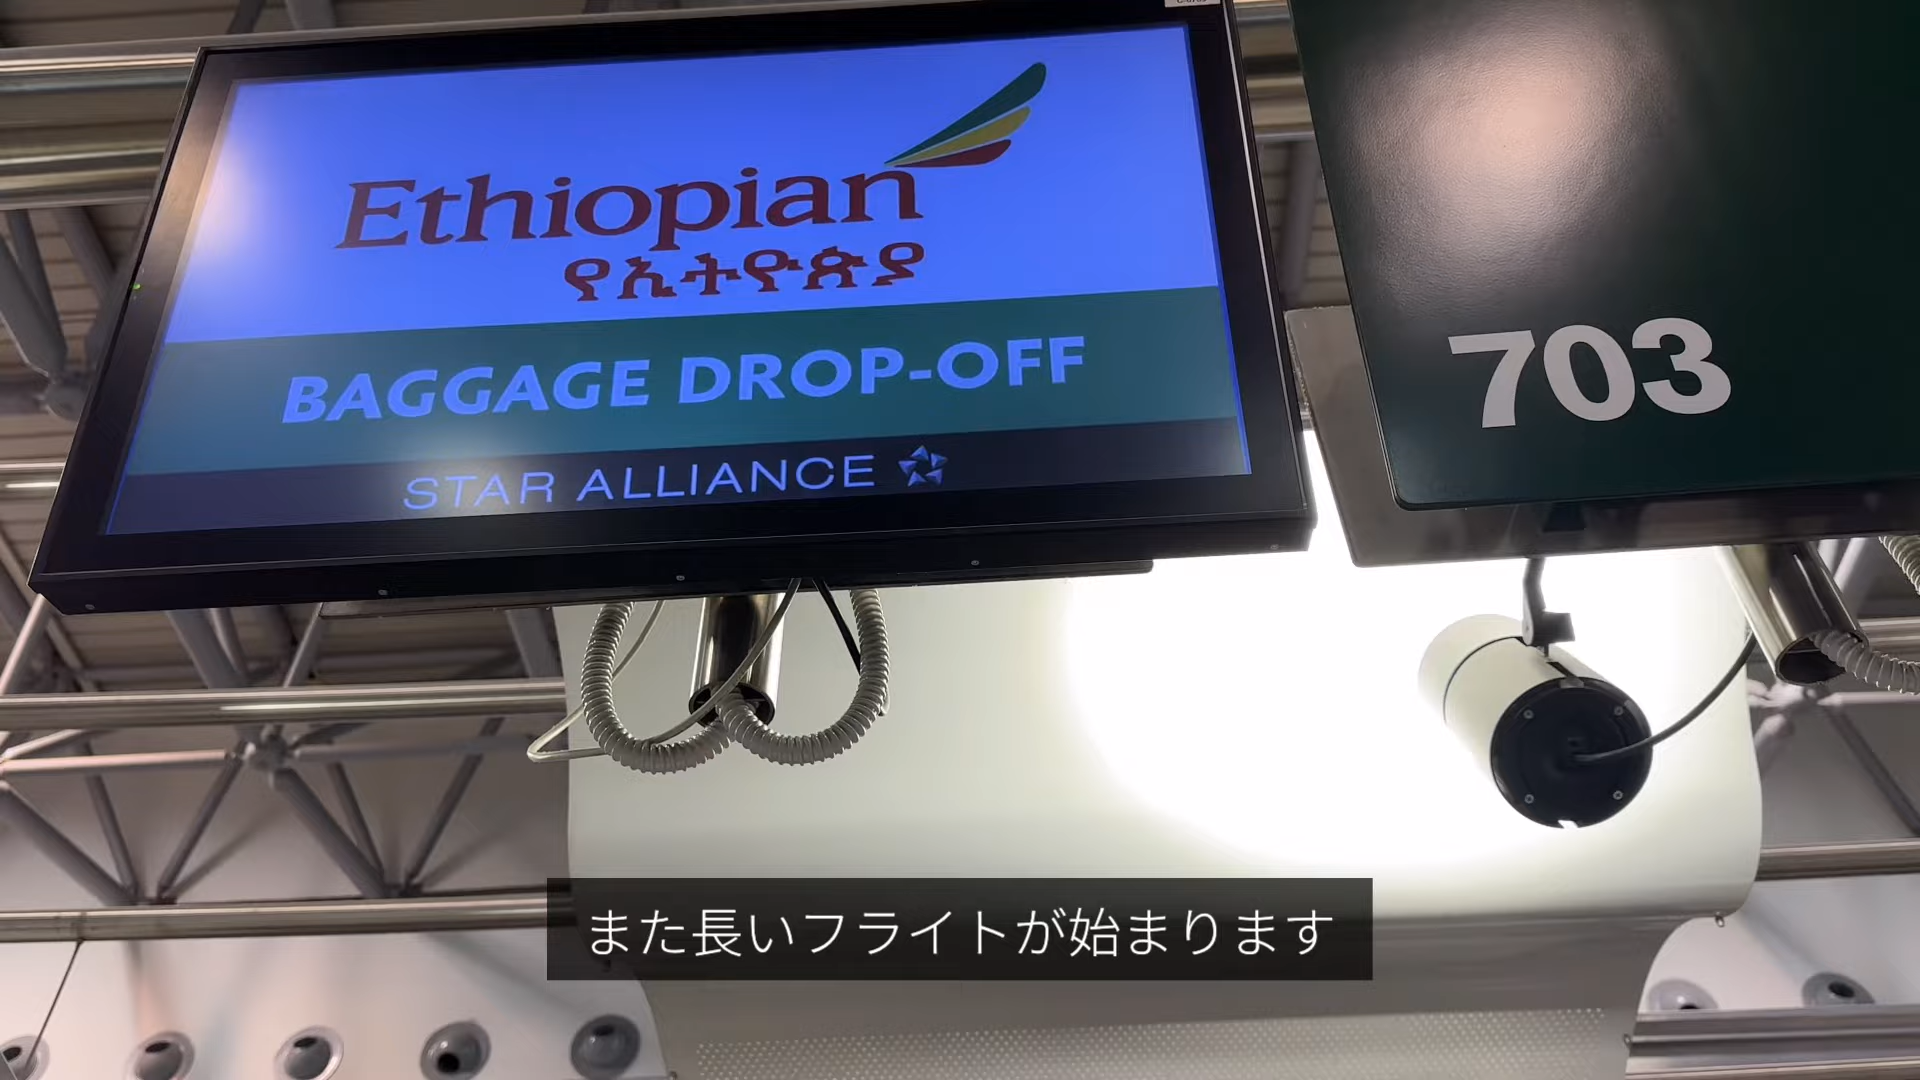 Ethiopian
የኢትዮጵያ
BAGGAGE DROP-OFF
STAR ALLIANCE
703
また長いフライトが始まります